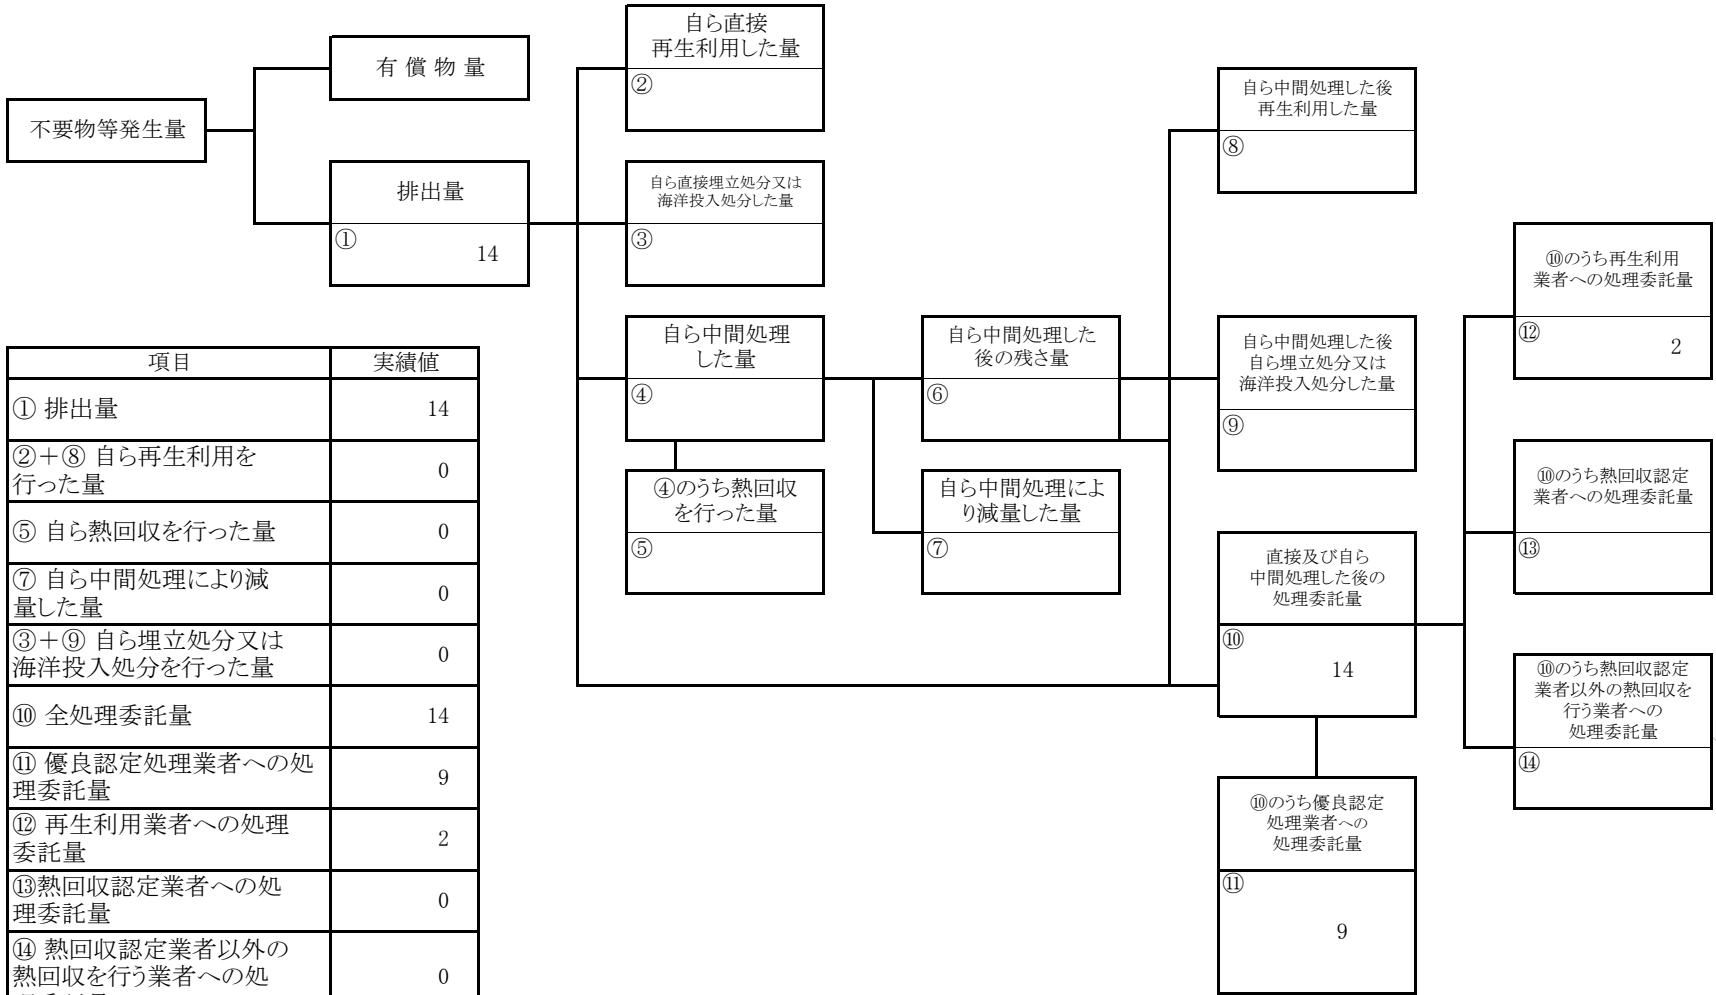 不要物等発生量
有 償 物 量
排出量
①
14
自ら直接
再生利用した量
②
自ら直接埋立処分又は
海洋投入処分した量
③
自ら中間処理
した量
④
④のうち熱回収
を行った量
⑤
自ら中間処理した
後の残さ量
⑥
自ら中間処理によ
り減量した量
⑦
自ら中間処理した後
再生利用した量
⑧
自ら中間処理した後
自ら埋立処分又は
海洋投入処分した量
⑨
直接及び自ら
中間処理した後の
処理委託量
⑩
14
⑩のうち優良認定
処理業者への
処理委託量
⑪
9
⑩のうち再生利用
業者への処理委託量
⑫
2
⑩のうち熱回収認定
業者への処理委託量
⑬
⑩のうち熱回収認定
業者以外の熱回収を
行う業者への
処理委託量
⑭
項目 実績値
① 排出量 14
②＋⑧ 自ら再生利用を
行った量 0
⑤ 自ら熱回収を行った量 0
⑦ 自ら中間処理により減
量した量 0
③＋⑨ 自ら埋立処分又は
海洋投入処分を行った量 0
⑩ 全処理委託量 14
⑪ 優良認定処理業者への処
理委託量 9
⑫ 再生利用業者への処理
委託量 2
⑬熱回収認定業者への処
理委託量 0
⑭ 熱回収認定業者以外の
熱回収を行う業者への処 0